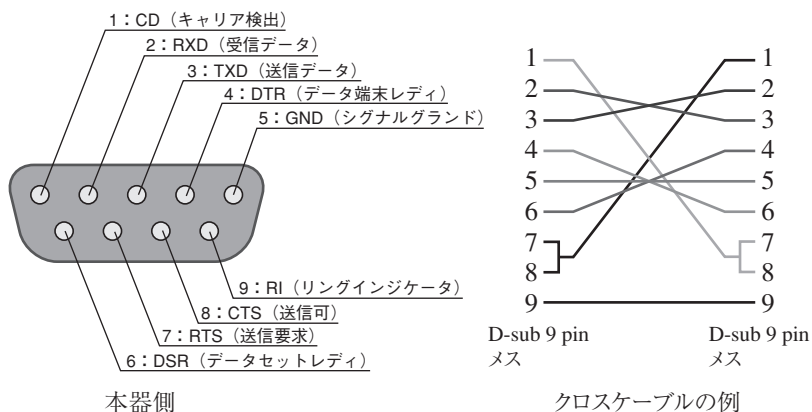 1：CD（キャリア検出）
2：RXD（受信データ）
3：TXD（送信データ）
4：DTR（データ端末レディ）
5：GND（シグナルグランド）
9：RI（リングインジケータ）
8：CTS（送信可）
7：RTS（送信要求）
6：DSR（データセットレディ）
本器側
1 1
2 2
3 3
4 4
5 5
6 6
7 7
8 8
9 9
D-sub 9 pin D-sub 9 pin
メス メス
クロスケーブルの例